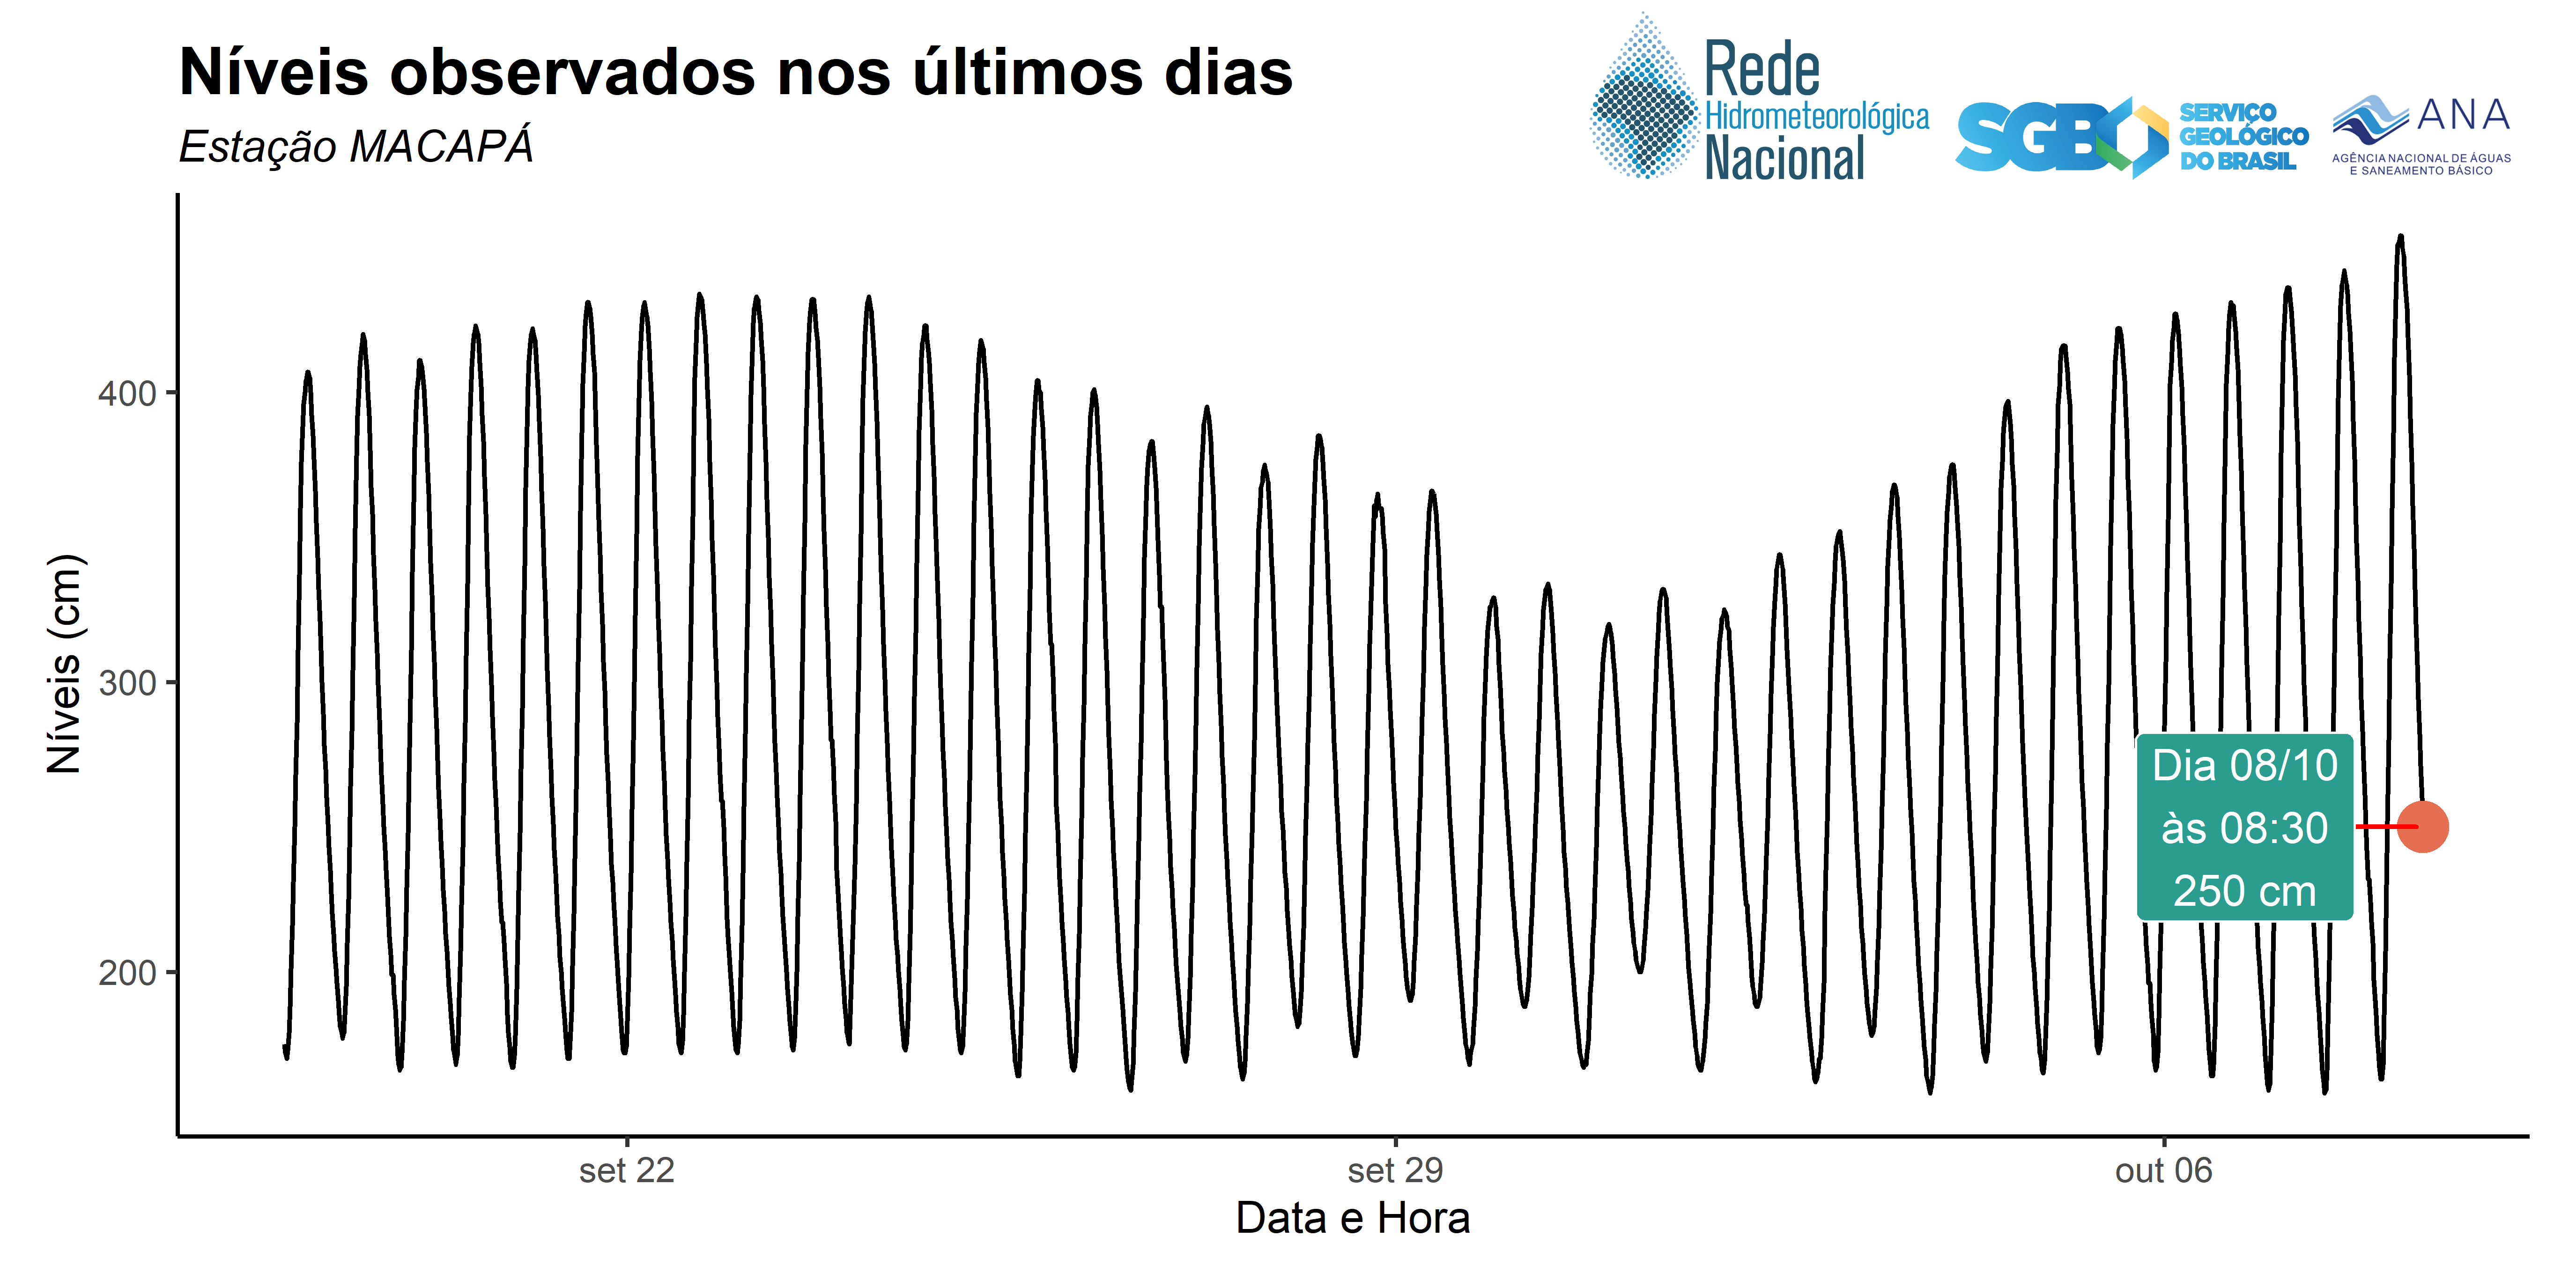 Níveis observados nos últimos dias
Estação MACAPÁ
Rede
Hidrometeorológica
Nacional
SGB
SERVIÇO
GEOLÓGICO
DO BRASIL
ANA
AGÊNCIA NACIONAL DE ÁGUAS
E SANEAMENTO BÁSICO
Níveis (cm)
400
300
200
Dia 08/10
às 08:30
250 cm
set 22
set 29
out 06
Data e Hora